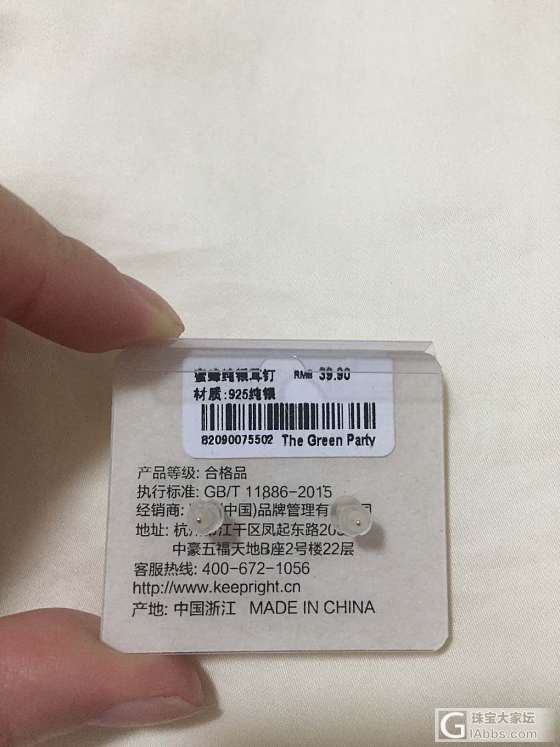 蜜蜂纯银耳钉 RMB 39.90
材质:925纯银
82090075502 The Green Party
产品等级: 合格品
执行标准: GB/T 11886-2015
经销商: (中国)品牌管理有
地址: 杭 江干区凤起东路20
中豪五福天地B座2号楼22层
客服热线: 400-672-1056
http://www.keepright.cn
产地: 中国浙江 MADE IN CHINA
G 珠宝大家坛
GIAbbs.com